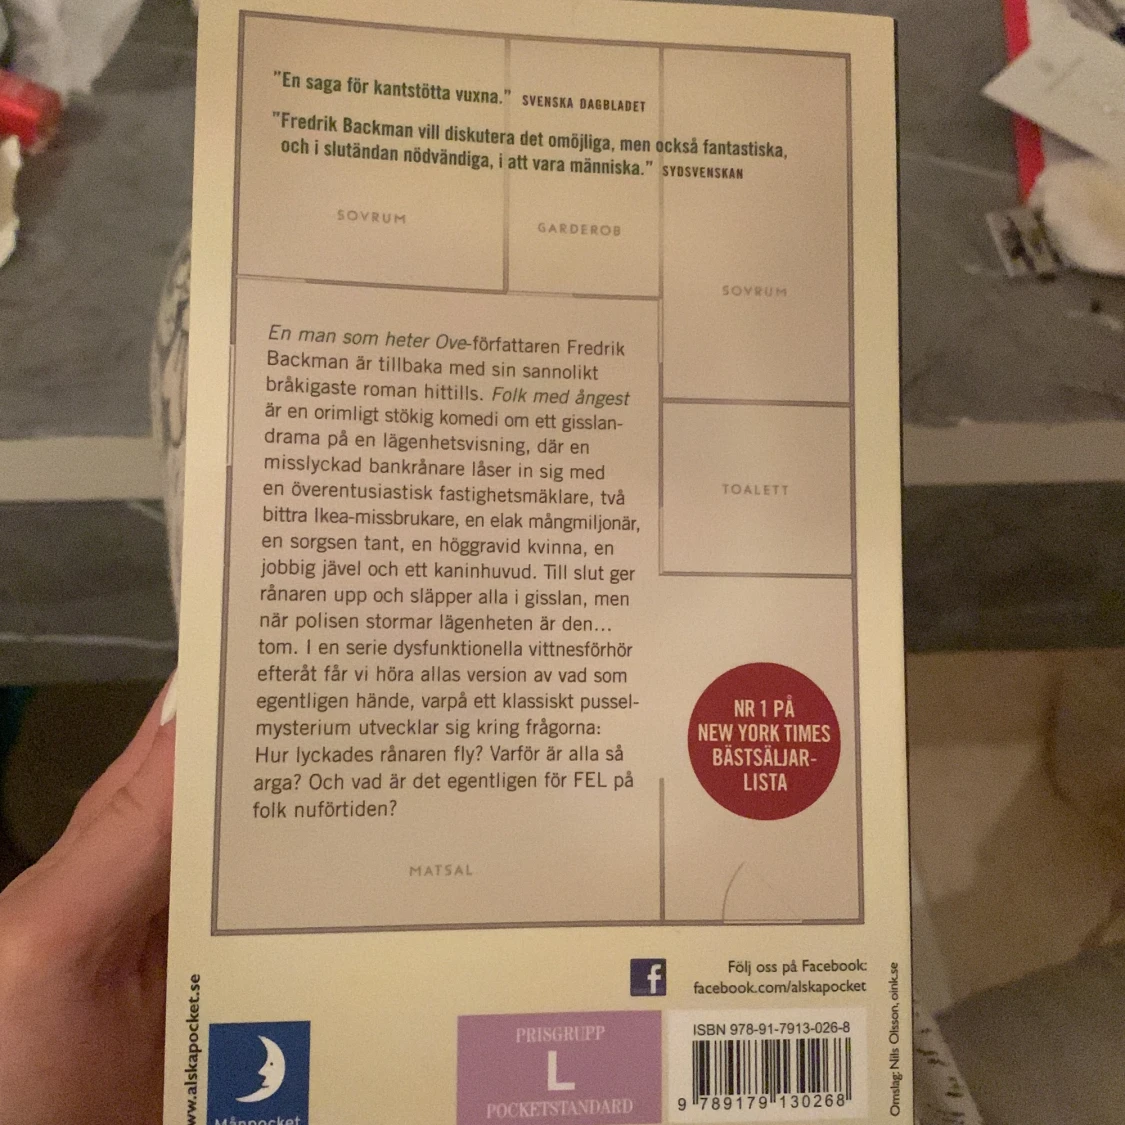 "En saga för kantstötta vuxna." SVENSKA DAGBLADET
"Fredrik Backman vill diskutera det omöjliga, men också fantastiska,
och i slutändan nödvändiga, i att vara människa." SYDSVENSKAN
SOVRUM
GARDEROB
SOVRUM
En man som heter Ove-författaren Fredrik
Backman är tillbaka med sin sannolikt
bråkigaste roman hittills. Folk med ångest
är en orimligt stökig komedi om ett gisslan-
drama på en lägenhetsvisning, där en
misslyckad bankrånare låser in sig med
en överentusiastisk fastighetsmäklare, två
bittra Ikea-missbrukare, en elak mångmiljonär,
en sorgsen tant, en höggravid kvinna, en
jobbig jävel och ett kaninhuvud. Till slut ger
rånaren upp och släpper alla i gisslan, men
när polisen stormar lägenheten är den...
tom. I en serie dysfunktionella vittnesförhör
efteråt får vi höra allas version av vad som
egentligen hände, varpå ett klassiskt pussel-
mysterium utvecklar sig kring frågorna:
Hur lyckades rånaren fly? Varför är alla så
arga? Och vad är det egentligen för FEL på
folk nuförtiden?
TOALETT
NR 1 PÅ
NEW YORK TIMES
BÄSTSÄLJAR-
LISTA
MATSAL
Följ oss på Facebook:
facebook.com/alskapocket
www.alskapocket.se
Månpocket
PRISGRUPP
L
POCKETSTANDARD
ISBN 978-91-7913-026-8
9 789179 130268
Omslag: Nils Olsson, oink.se